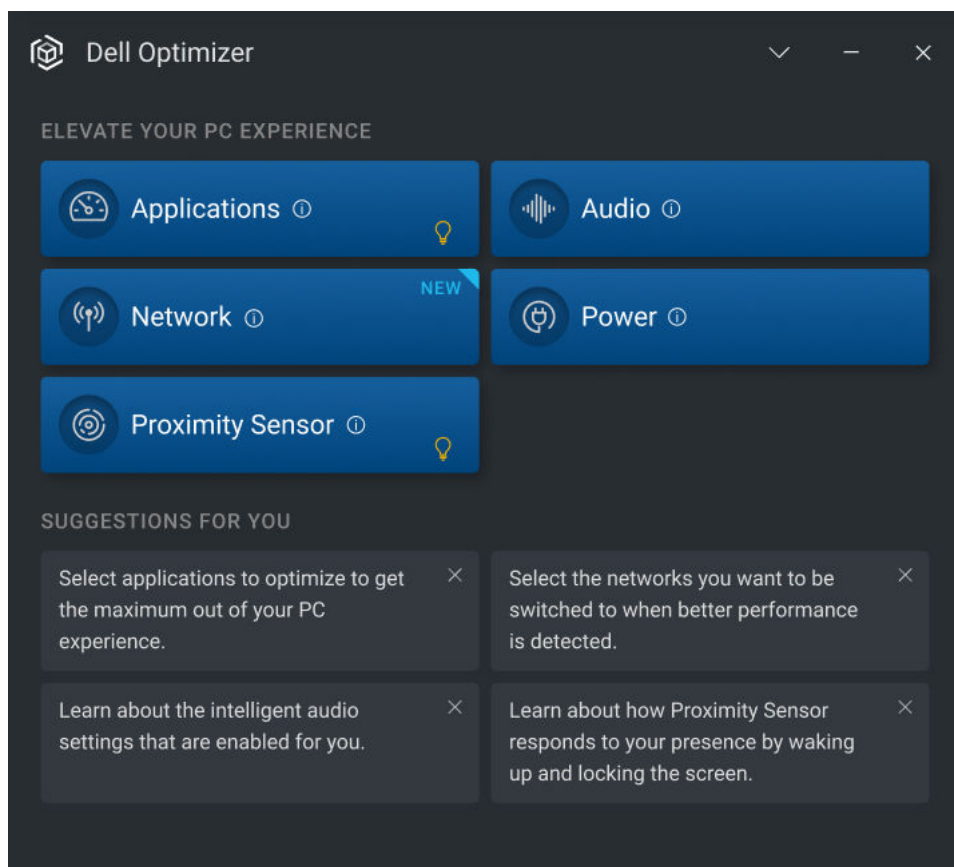 Dell Optimizer
ELEVATE YOUR PC EXPERIENCE
Applications
Audio
NEW
Network
Power
Proximity Sensor
SUGGESTIONS FOR YOU
Select applications to optimize to get
the maximum out of your PC
experience.
Select the networks you want to be
switched to when better performance
is detected.
Learn about the intelligent audio
settings that are enabled for you.
Learn about how Proximity Sensor
responds to your presence by waking
up and locking the screen.